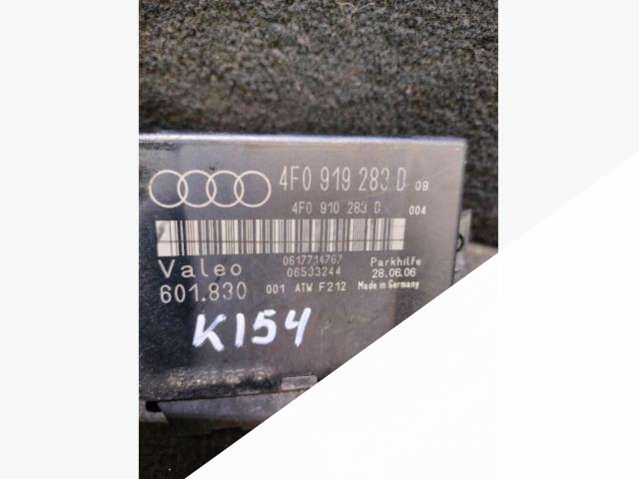 4F0 919 283 D 09
4F0 910 283 D 004
Valeo 0617714767 Parkhilfe
06533244 28.06.06
601.830 001 ATW F212 Made in Germany
K154